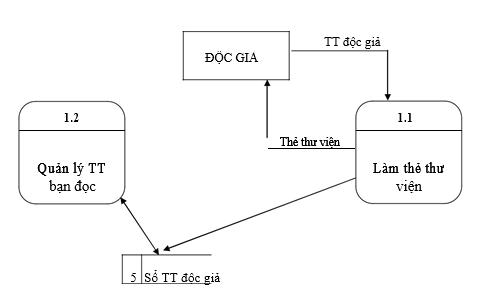 TT độc giả
ĐỘC GIA
1.2
1.1
Thẻ thư viện
Quản lý TT
bạn đọc
Làm thẻ thư
viện
5 Sổ TT độc giả